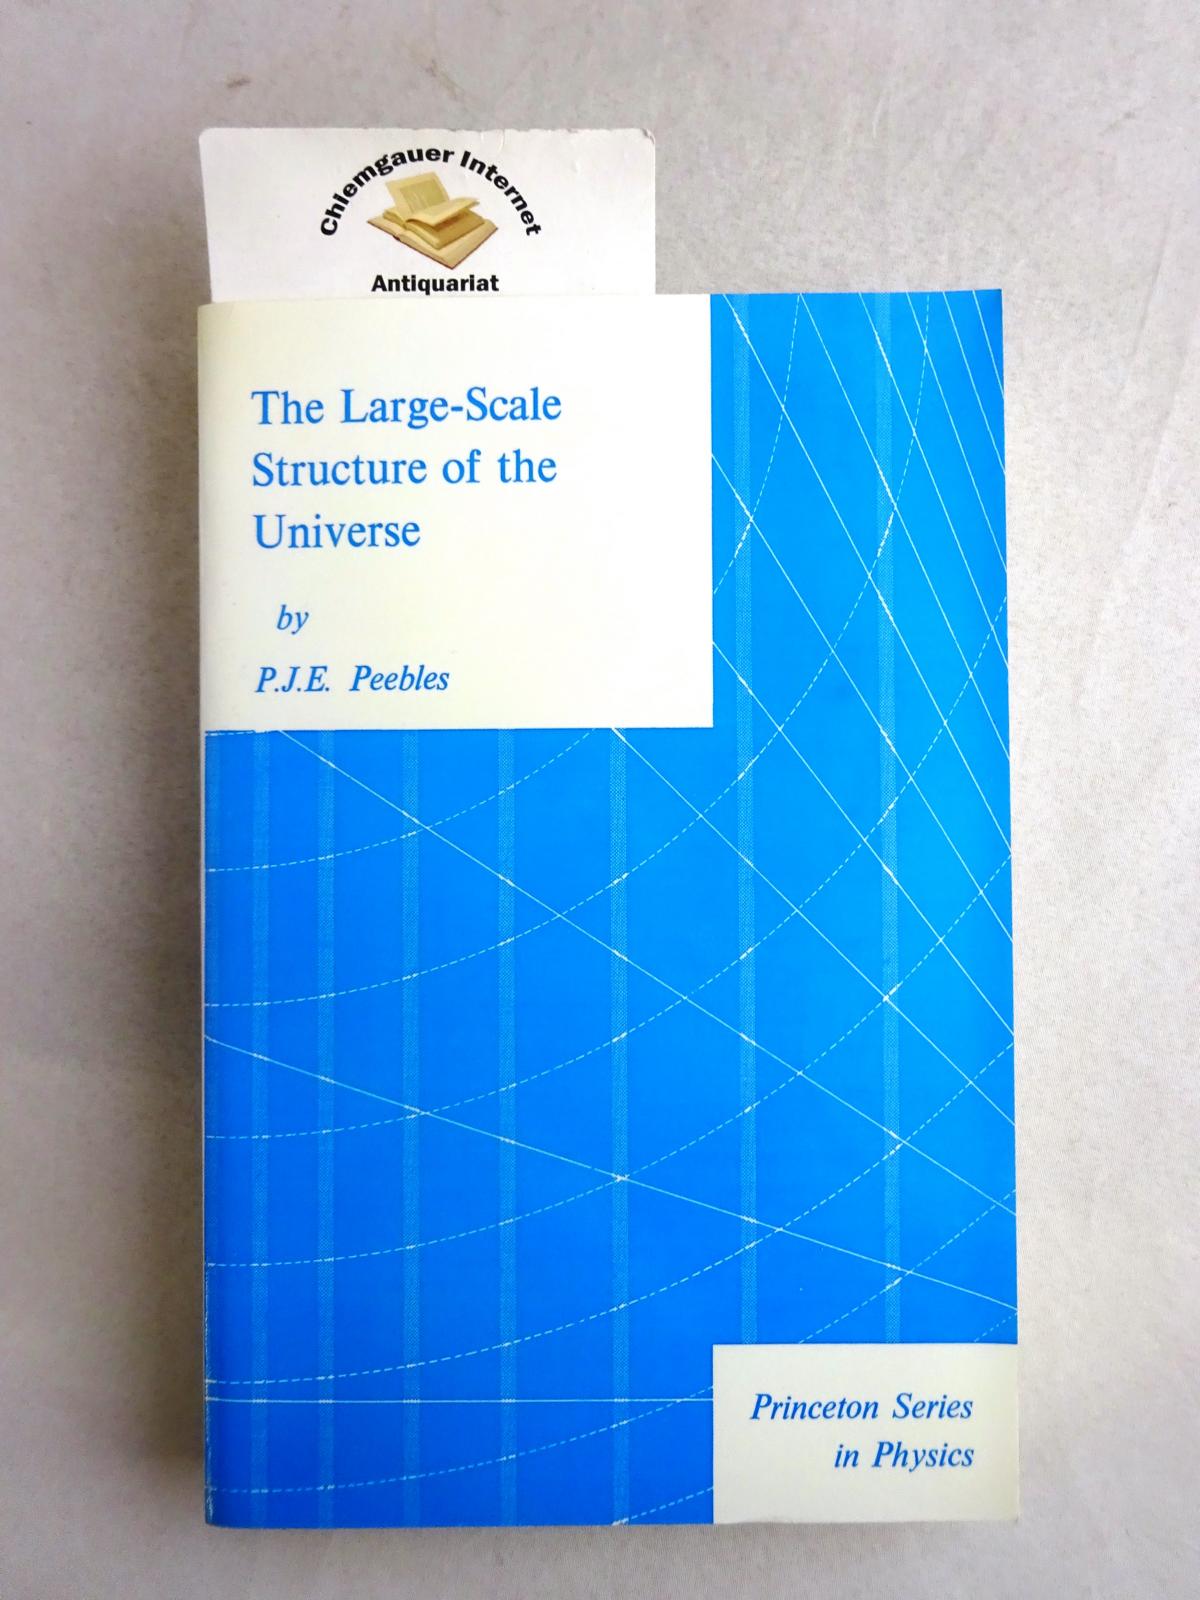 Chiemgauer Internet
Antiquariat
The Large-Scale
Structure of the
Universe
by
P.J.E. Peebles
Princeton Series
in Physics